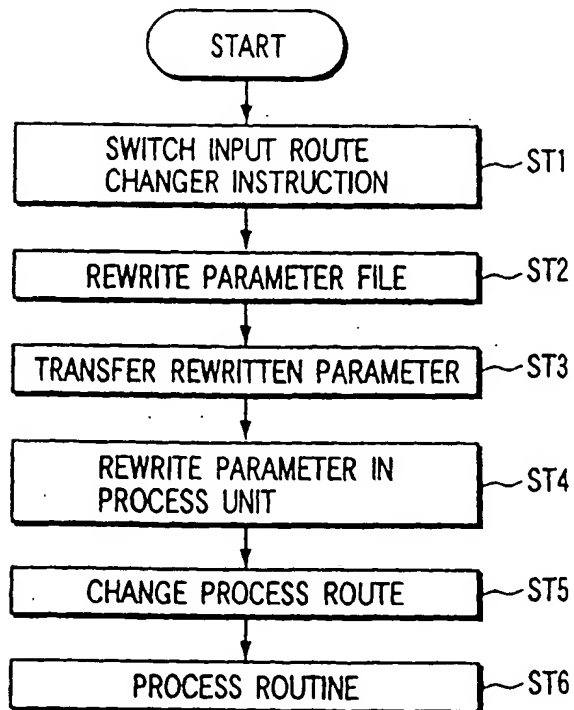 START
SWITCH INPUT ROUTE
CHANGER INSTRUCTION
ST1
REWRITE PARAMETER FILE
ST2
TRANSFER REWRITTEN PARAMETER
ST3
REWRITE PARAMETER IN
PROCESS UNIT
ST4
CHANGE PROCESS ROUTE
ST5
PROCESS ROUTINE
ST6